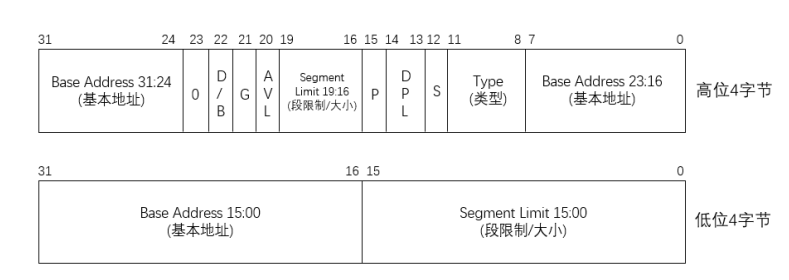 31 24 23 22 21 20 19 16 15 14 13 12 11 8 7 0
Base Address 31:24
(基本地址)
0
D
/
B
G
A
V
L
Segment
Limit 19:16
(段限制/大小)
P
D
P
L
S
Type
(类型)
Base Address 23:16
(基本地址)
高位4字节
31 16 15 0
Base Address 15:00
(基本地址)
Segment Limit 15:00
(段限制/大小)
低位4字节